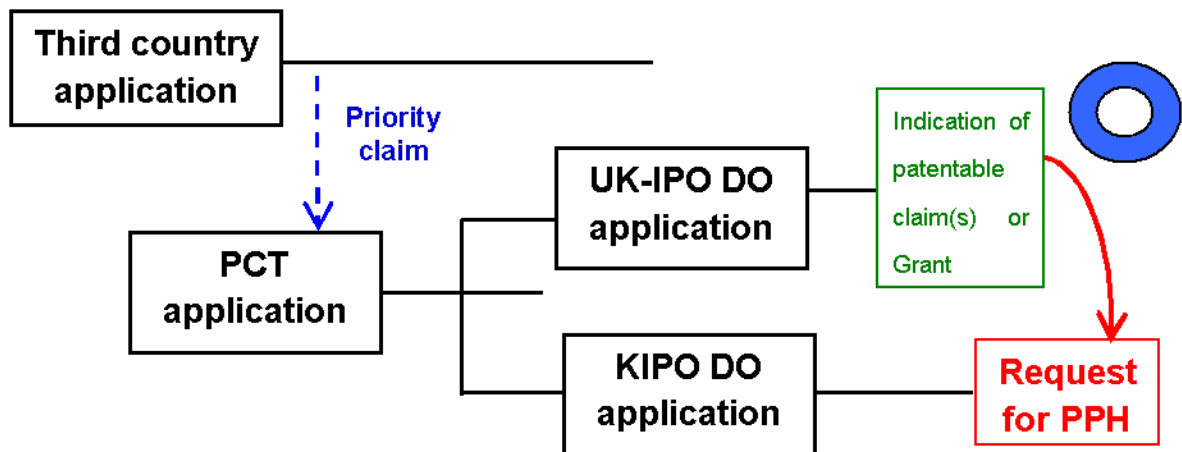 Third country
application
Priority
claim
PCT
application
UK-IPO DO
application
Indication of
patentable
claim(s) or
Grant
KIPO DO
application
Request
for PPH